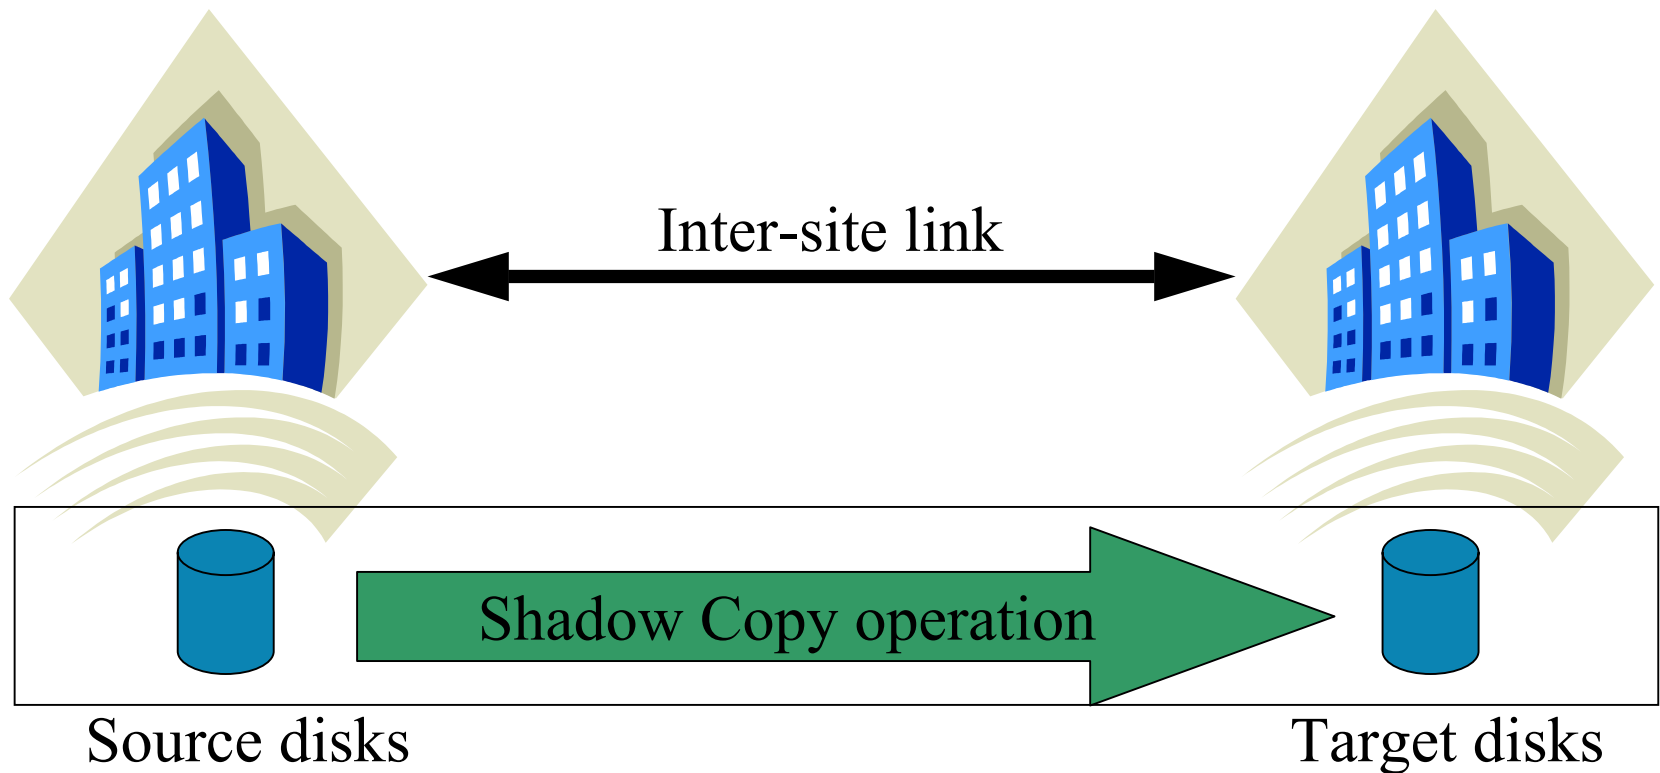 Inter-site link
Shadow Copy operation
Source disks
Target disks